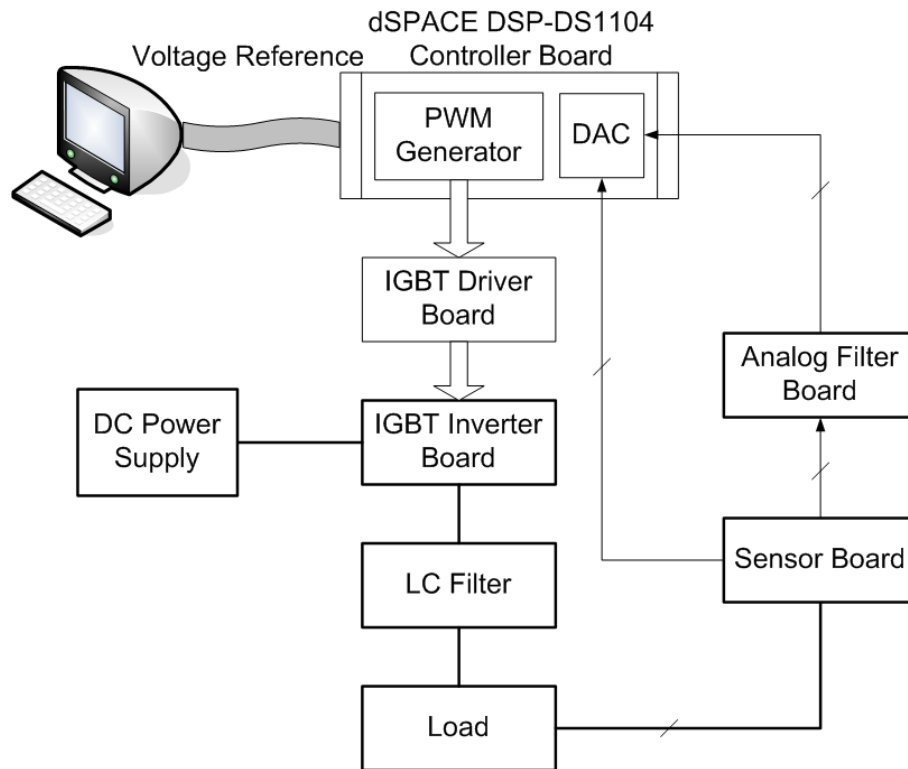 dSPACE DSP-DS1104
Voltage Reference
Controller Board
PWM
Generator
DAC
IGBT Driver
Board
Analog Filter
Board
DC Power
Supply
IGBT Inverter
Board
Sensor Board
LC Filter
Load